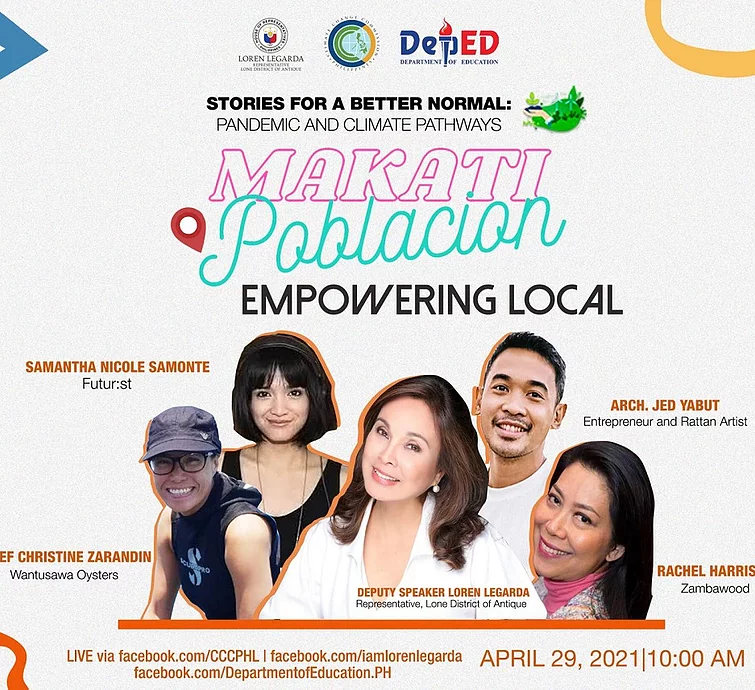 LOREN LEGARDA
REPRESENTATIVE
LONE DISTRICT OF ANTIQUE
DepED
DEPARTMENT OF EDUCATION
STORIES FOR A BETTER NORMAL:
PANDEMIC AND CLIMATE PATHWAYS
MAKATI
Poblacion
EMPOWERING LOCAL
SAMANTHA NICOLE SAMONTE
Futur:st
ARCH. JED YABUT
Entrepreneur and Rattan Artist
EF CHRISTINE ZARANDIN
Wantusawa Oysters
DEPUTY SPEAKER LOREN LEGARDA
Representative, Lone District of Antique
RACHEL HARRIS
Zambawood
LIVE via facebook.com/CCCPHL | facebook.com/iamlorenlegarda
facebook.com/DepartmentofEducation.PH
APRIL 29, 2021|10:00 AM